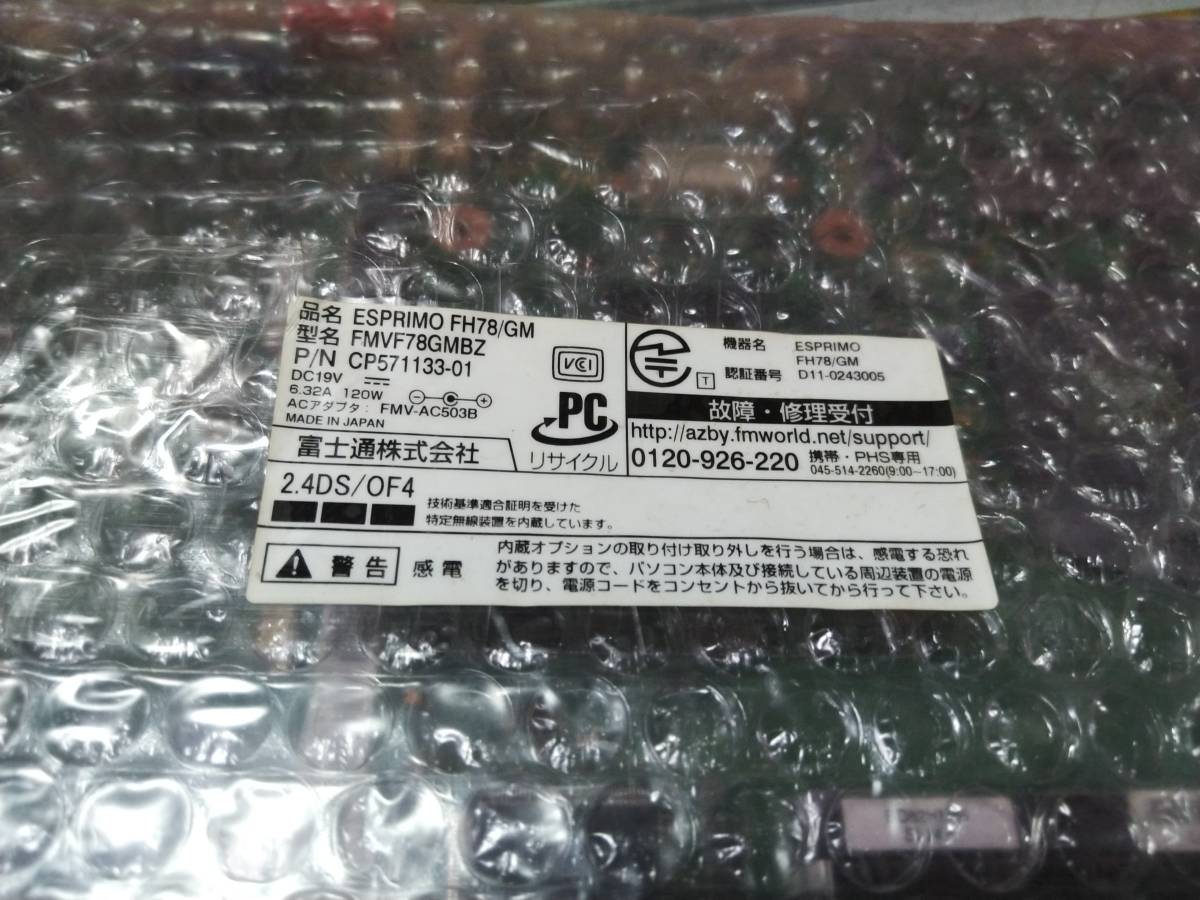 品名 ESPRIMO FH78/GM
型名 FMVF78GMBZ
P/N CP571133-01
DC19V
6.32A 120W
ACアダプタ: FMV-AC503B
MADE IN JAPAN
富士通株式会社
VCI
PC
リサイクル
T
機器名 ESPRIMO
FH78/GM
認証番号 D11-0243005
故障・修理受付
http://azby.fmworld.net/support/
0120-926-220 携帯・PHS専用
045-514-2260(9:00~17:00)
2.4DS/OF4
技術基準適合証明を受けた
特定無線装置を内蔵しています。
警告 感電
内蔵オプションの取り付け取り外しを行う場合は、感電する恐れ
がありますので、パソコン本体及び接続している周辺装置の電源
を切り、電源コードをコンセントから抜いてから行って下さい。